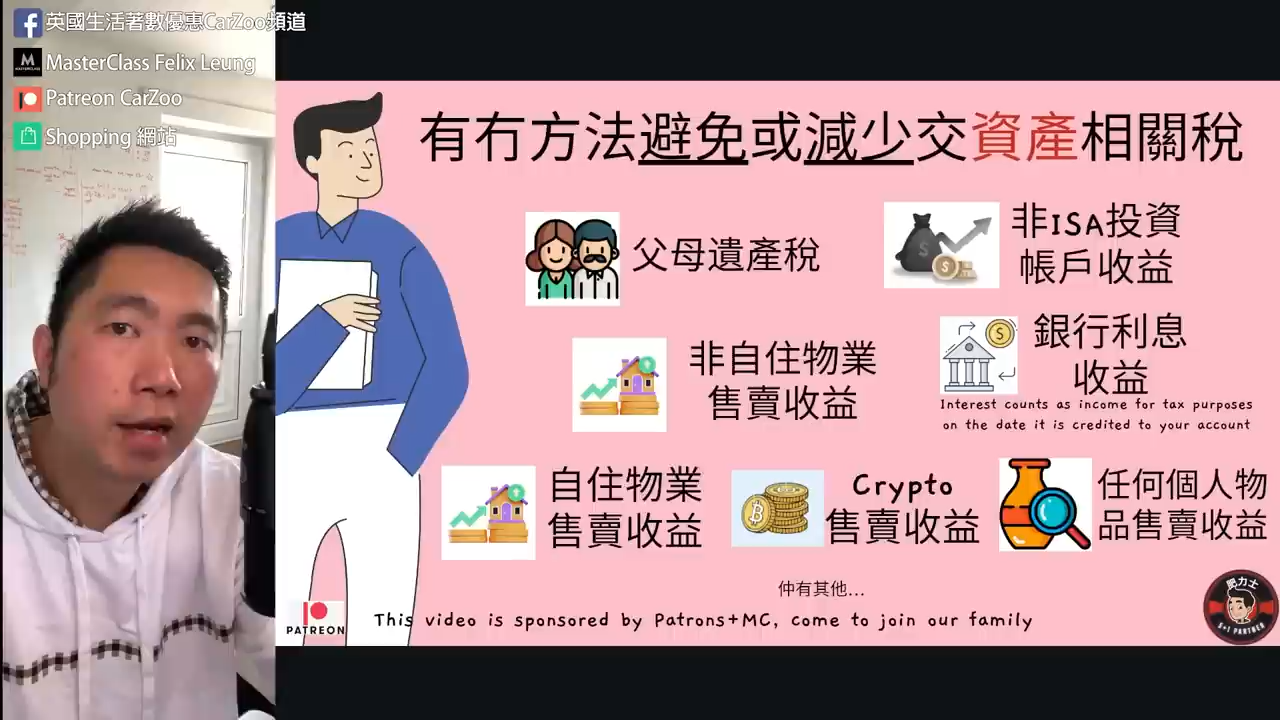 英國生活著數優惠CarZoo頻道
MasterClass Felix Leung
Patreon CarZoo
Shopping 網站
有冇方法避免或減少交資產相關稅
父母遺產稅
非ISA投資
帳戶收益
非自住物業
售賣收益
銀行利息
收益
Interest counts as income for tax purposes
on the date it is credited to your account
自住物業
售賣收益
Crypto
售賣收益
任何個人物
品售賣收益
仲有其他...
This video is sponsored by Patrons+MC, come to join our family
PATREON
肥力士
5+1 PARTNER